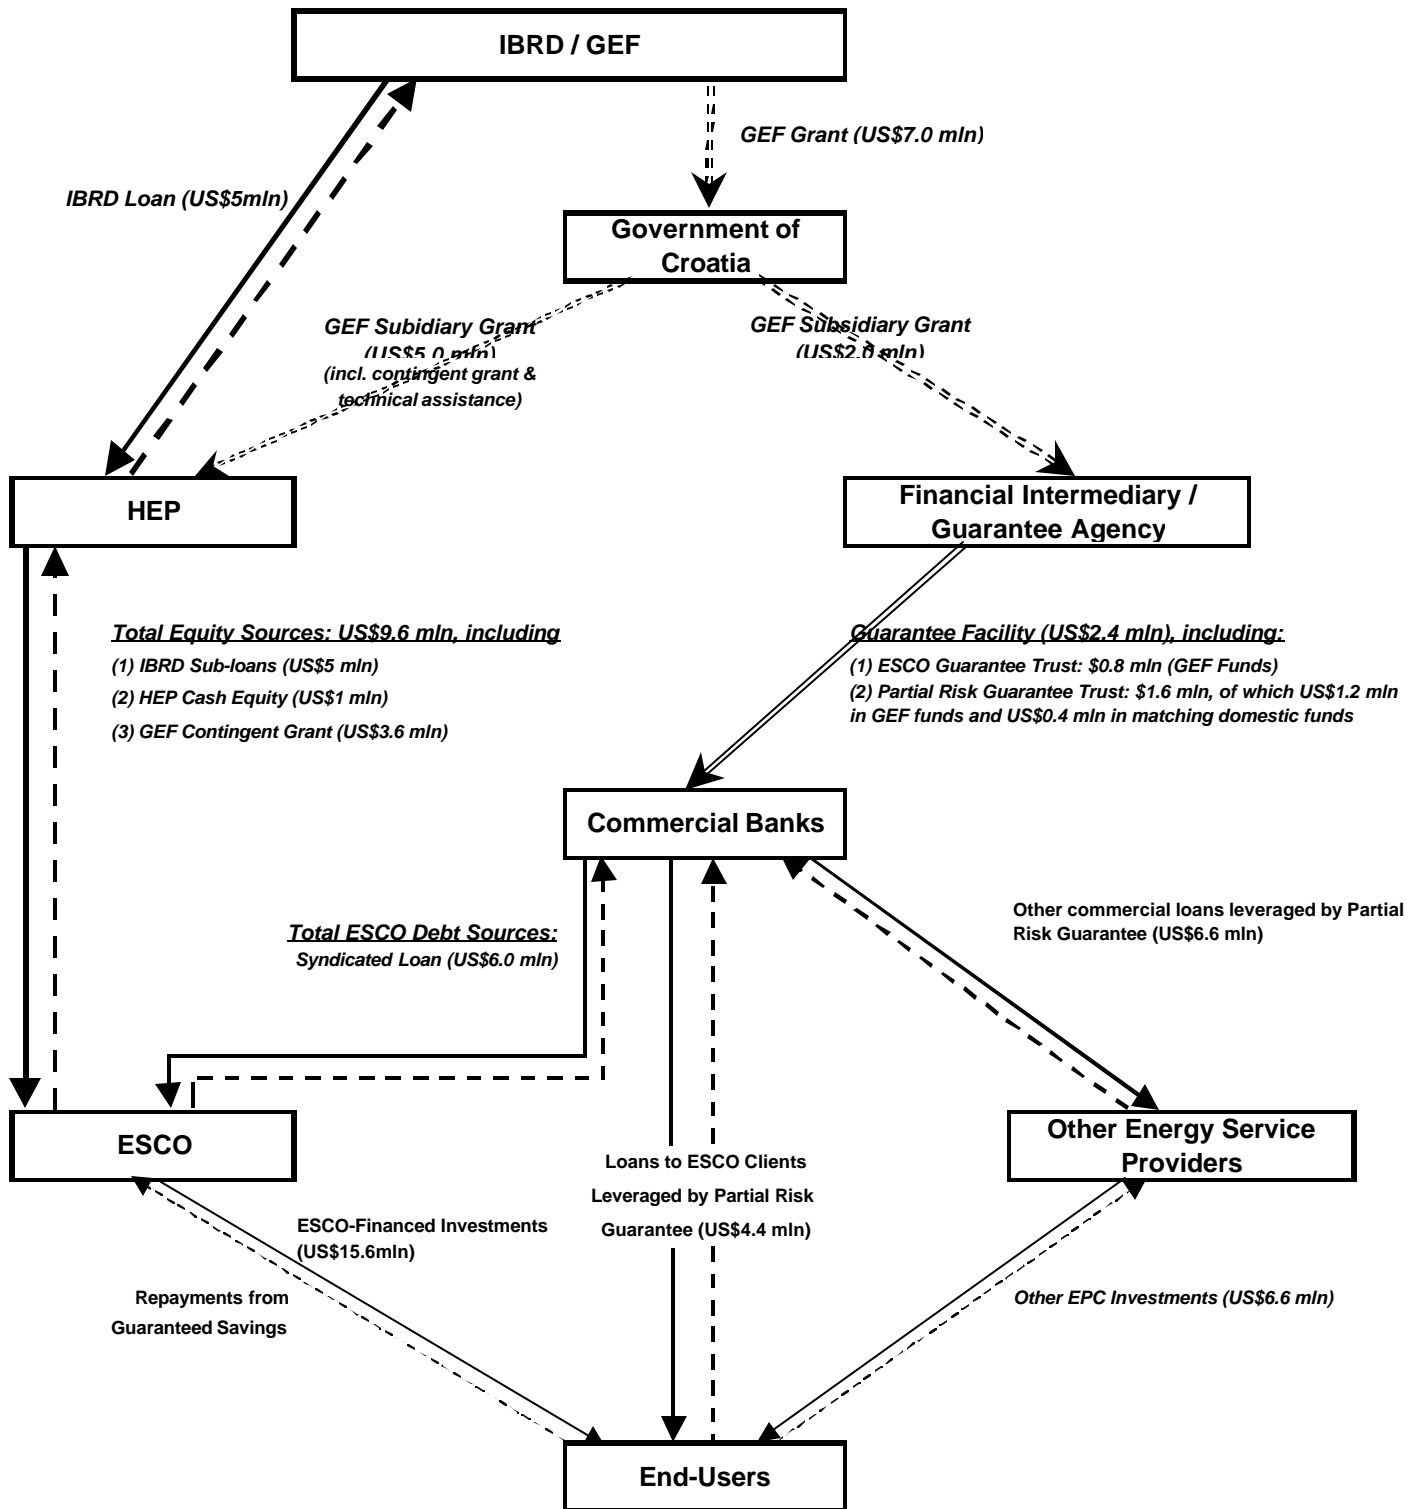 IBRD / GEF
GEF Grant (US$7.0 mln)
IBRD Loan (US$5mln)
Government of
Croatia
GEF Subidiary Grant
(US$5.0 mln)
(incl. contingent grant &
technical assistance)
GEF Subsidiary Grant
(US$2.0 mln)
HEP
Financial Intermediary /
Guarantee Agency
Total Equity Sources: US$9.6 mln, including
(1) IBRD Sub-loans (US$5 mln)
(2) HEP Cash Equity (US$1 mln)
(3) GEF Contingent Grant (US$3.6 mln)
Guarantee Facility (US$2.4 mln), including:
(1) ESCO Guarantee Trust: $0.8 mln (GEF Funds)
(2) Partial Risk Guarantee Trust: $1.6 mln, of which US$1.2 mln
in GEF funds and US$0.4 mln in matching domestic funds
Commercial Banks
Total ESCO Debt Sources:
Syndicated Loan (US$6.0 mln)
Other commercial loans leveraged by Partial
Risk Guarantee (US$6.6 mln)
ESCO
Other Energy Service
Providers
Loans to ESCO Clients
Leveraged by Partial Risk
Guarantee (US$4.4 mln)
ESCO-Financed Investments
(US$15.6mln)
Repayments from
Guaranteed Savings
Other EPC Investments (US$6.6 mln)
End-Users